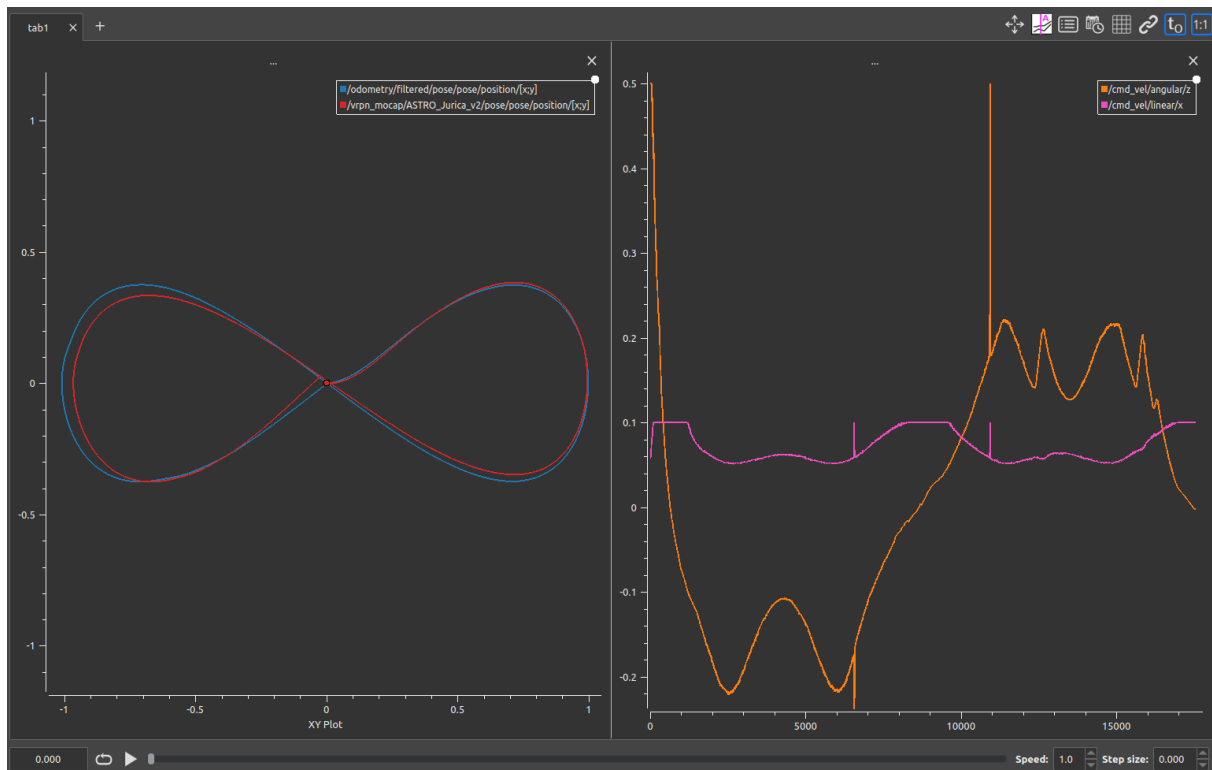 tab1
...
/odometry/filtered/pose/pose/position/[x;y]
/vrpn_mocap/ASTRO_Jurica_v2/pose/pose/position/[x;y]
1
0.5
0
-0.5
-1
-1
-0.5
0
0.5
1
XY Plot
...
/cmd_vel/angular/z
/cmd_vel/linear/x
0.5
0.4
0.3
0.2
0.1
0
-0.1
-0.2
0
5000
10000
15000
A
t0
1:1
0.000
Speed: 1.0 Step size: 0.000